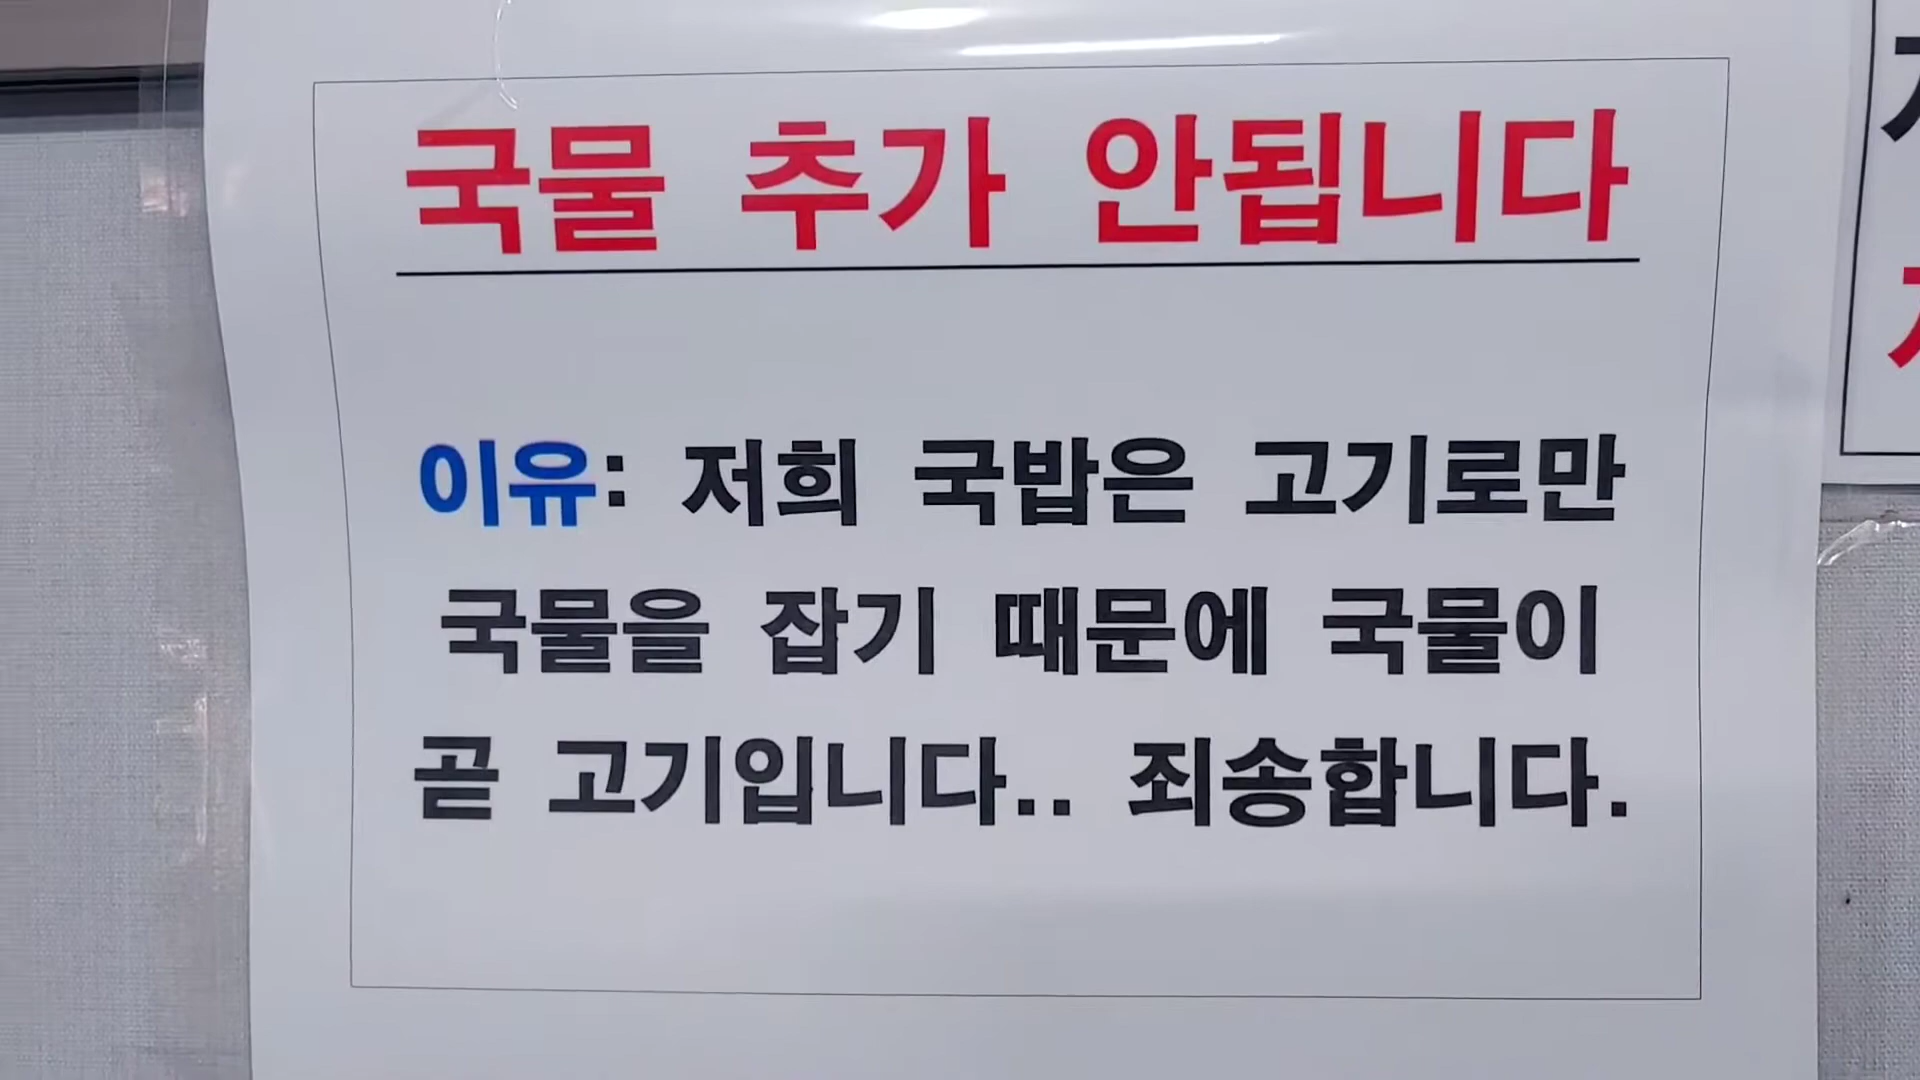 국물 추가 안됩니다
이유: 저희 국밥은 고기로만
국물을 잡기 때문에 국물이
곧 고기입니다.. 죄송합니다.